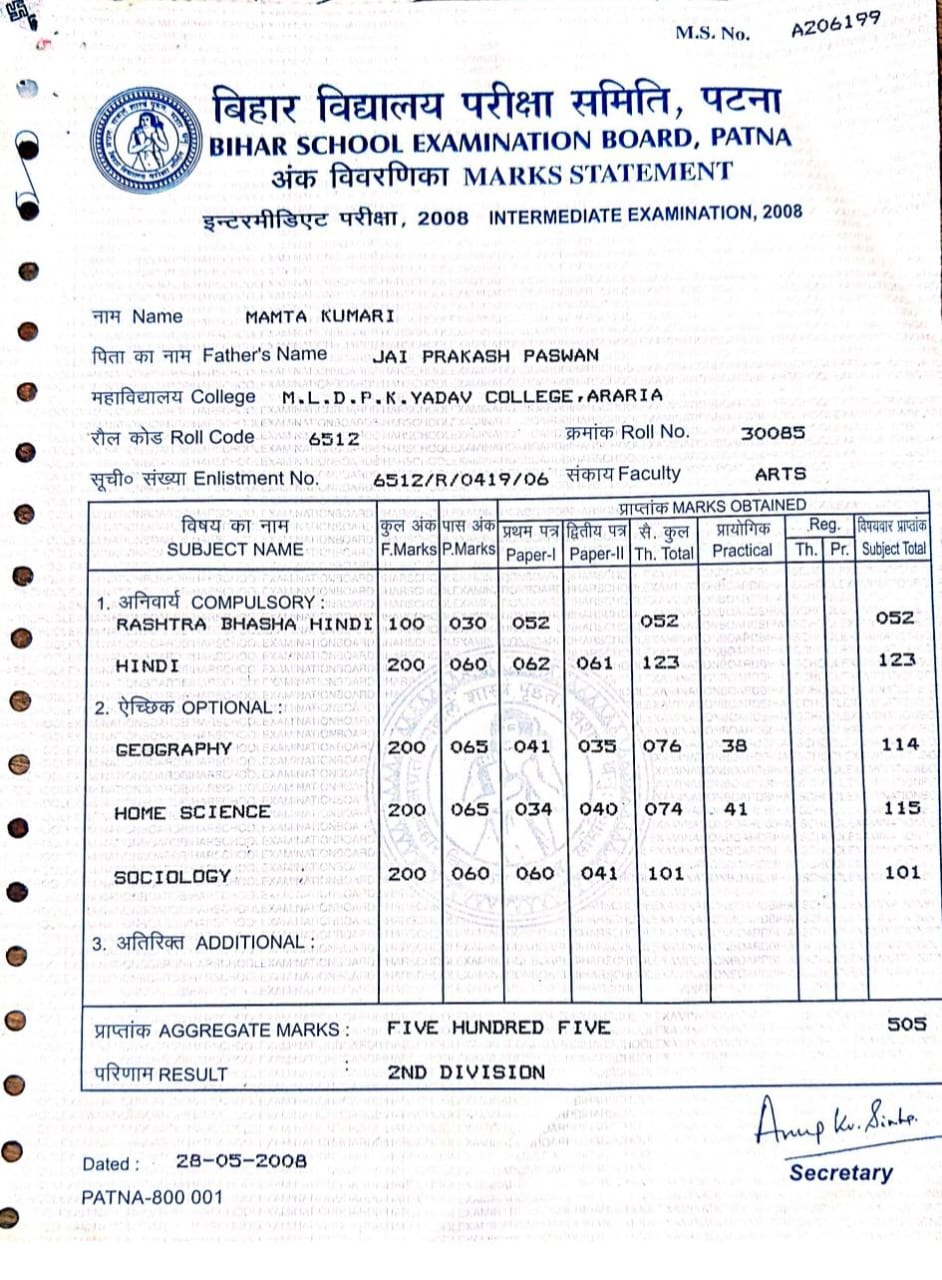 M.S. No. A206199
बिहार विद्यालय परीक्षा समिति, पटना
BIHAR SCHOOL EXAMINATION BOARD, PATNA
अंक विवरणिका MARKS STATEMENT
इन्टरमीडिएट परीक्षा, 2008 INTERMEDIATE EXAMINATION, 2008
नाम Name MAMTA KUMARI
पिता का नाम Father's Name JAI PRAKASH PASWAN
महाविद्यालय College M.L.D.P.K.YADAV COLLEGE,ARARIA
रौल कोड Roll Code 6512 क्रमांक Roll No. 30085
सूची० संख्या Enlistment No. 6512/R/0419/06 संकाय Faculty ARTS
प्राप्तांक MARKS OBTAINED
विषय का नाम कुल अंक पास अंक प्रथम पत्र द्वितीय पत्र सै. कुल प्रायोगिक Reg. विषयवार प्राप्तांक
SUBJECT NAME F.Marks P.Marks Paper-I Paper-II Th. Total Practical Th. Pr. Subject Total
1. अनिवार्य COMPULSORY :
RASHTRA BHASHA HINDI 100 030 052 052 052
HINDI 200 060 062 061 123 123
2. ऐच्छिक OPTIONAL :
GEOGRAPHY 200 065 041 035 076 38 114
HOME SCIENCE 200 065 034 040 074 41 115
SOCIOLOGY 200 060 060 041 101 101
3. अतिरिक्त ADDITIONAL :
प्राप्तांक AGGREGATE MARKS : FIVE HUNDRED FIVE 505
परिणाम RESULT : 2ND DIVISION
Anup Kr. Sinha.
Dated : 28-05-2008
Secretary
PATNA-800 001